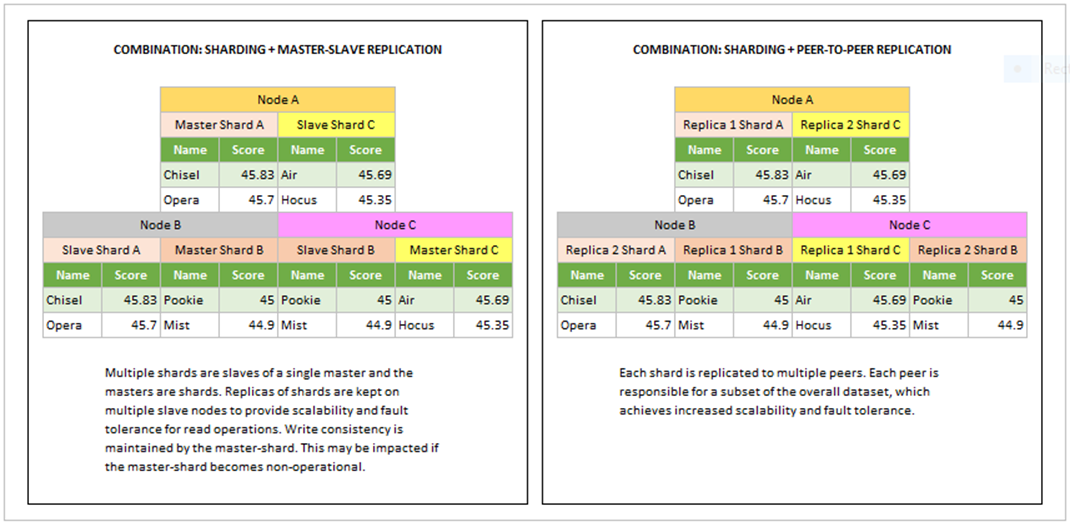 COMBINATION: SHARDING + MASTER-SLAVE REPLICATION
Node A
Master Shard A Slave Shard C
Name Score Name Score
Chisel 45.83 Air 45.69
Opera 45.7 Hocus 45.35
Node B Node C
Slave Shard A Master Shard B Slave Shard B Master Shard C
Name Score Name Score Name Score Name Score
Chisel 45.83 Pookie 45 Pookie 45 Air 45.69
Opera 45.7 Mist 44.9 Mist 44.9 Hocus 45.35
Multiple shards are slaves of a single master and the
masters are shards. Replicas of shards are kept on
multiple slave nodes to provide scalability and fault
tolerance for read operations. Write consistency is
maintained by the master-shard. This may be impacted if
the master-shard becomes non-operational.
COMBINATION: SHARDING + PEER-TO-PEER REPLICATION
Node A
Replica 1 Shard A Replica 2 Shard C
Name Score Name Score
Chisel 45.83 Air 45.69
Opera 45.7 Hocus 45.35
Node B Node C
Replica 2 Shard A Replica 1 Shard B Replica 1 Shard C Replica 2 Shard B
Name Score Name Score Name Score Name Score
Chisel 45.83 Pookie 45 Air 45.69 Pookie 45
Opera 45.7 Mist 44.9 Hocus 45.35 Mist 44.9
Each shard is replicated to multiple peers. Each peer is
responsible for a subset of the overall dataset, which
achieves increased scalability and fault tolerance.